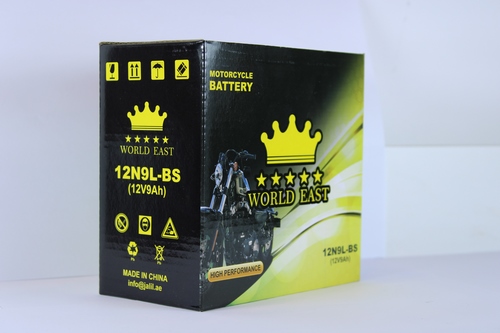 WORLD EAST
12N9L-BS
(12V9Ah)
MADE IN CHINA
info@jalil.ae
MOTORCYCLE
BATTERY
WORLD EAST
HIGH PERFORMANCE
12N9L-BS
(12V9Ah)